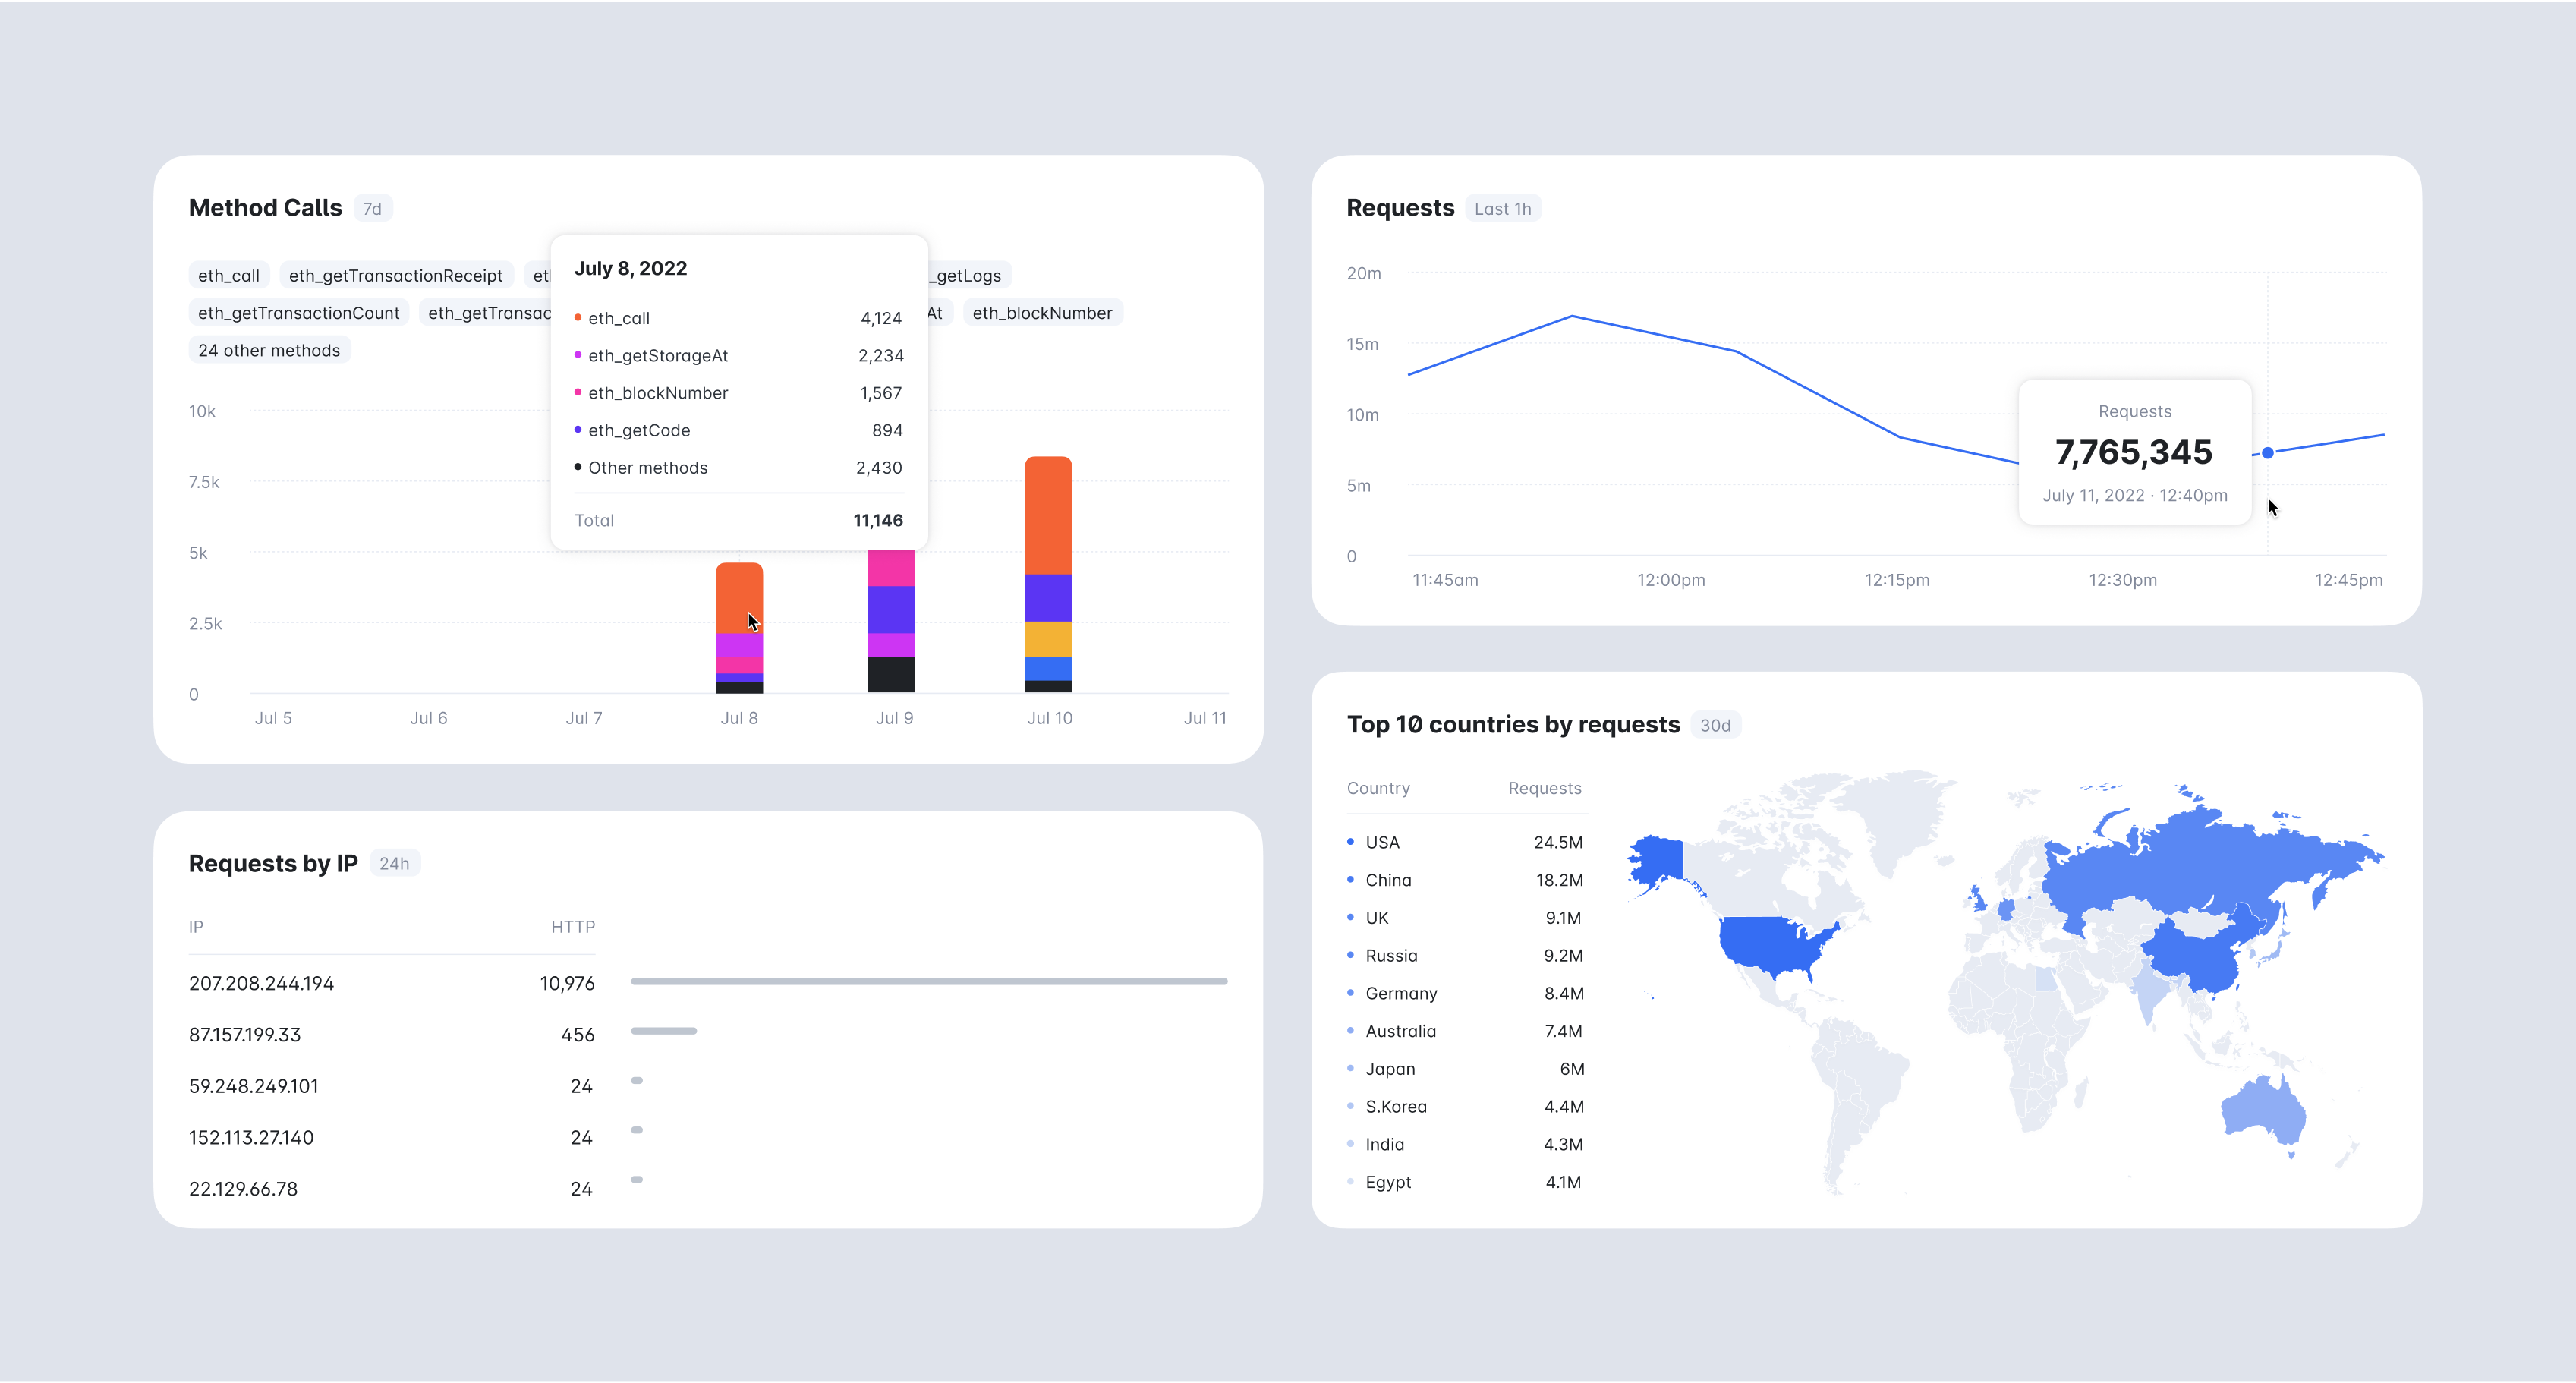 Method Calls 7d
eth_call eth_getTransactionReceipt _getLogs
eth_getTransactionCount eth_blockNumber
24 other methods
July 8, 2022
eth_call 4,124
eth_getStorageAt 2,234
eth_blockNumber 1,567
eth_getCode 894
Other methods 2,430
Total 11,146
10k
7.5k
5k
2.5k
0
Jul 5 Jul 6 Jul 7 Jul 8 Jul 9 Jul 10 Jul 11
Requests by IP 24h
IP HTTP
207.208.244.194 10,976
87.157.199.33 456
59.248.249.101 24
152.113.27.140 24
22.129.66.78 24
Requests Last 1h
20m
15m
10m
5m
0
Requests
7,765,345
July 11, 2022 · 12:40pm
11:45am 12:00pm 12:15pm 12:30pm 12:45pm
Top 10 countries by requests 30d
Country Requests
USA 24.5M
China 18.2M
UK 9.1M
Russia 9.2M
Germany 8.4M
Australia 7.4M
Japan 6M
S.Korea 4.4M
India 4.3M
Egypt 4.1M